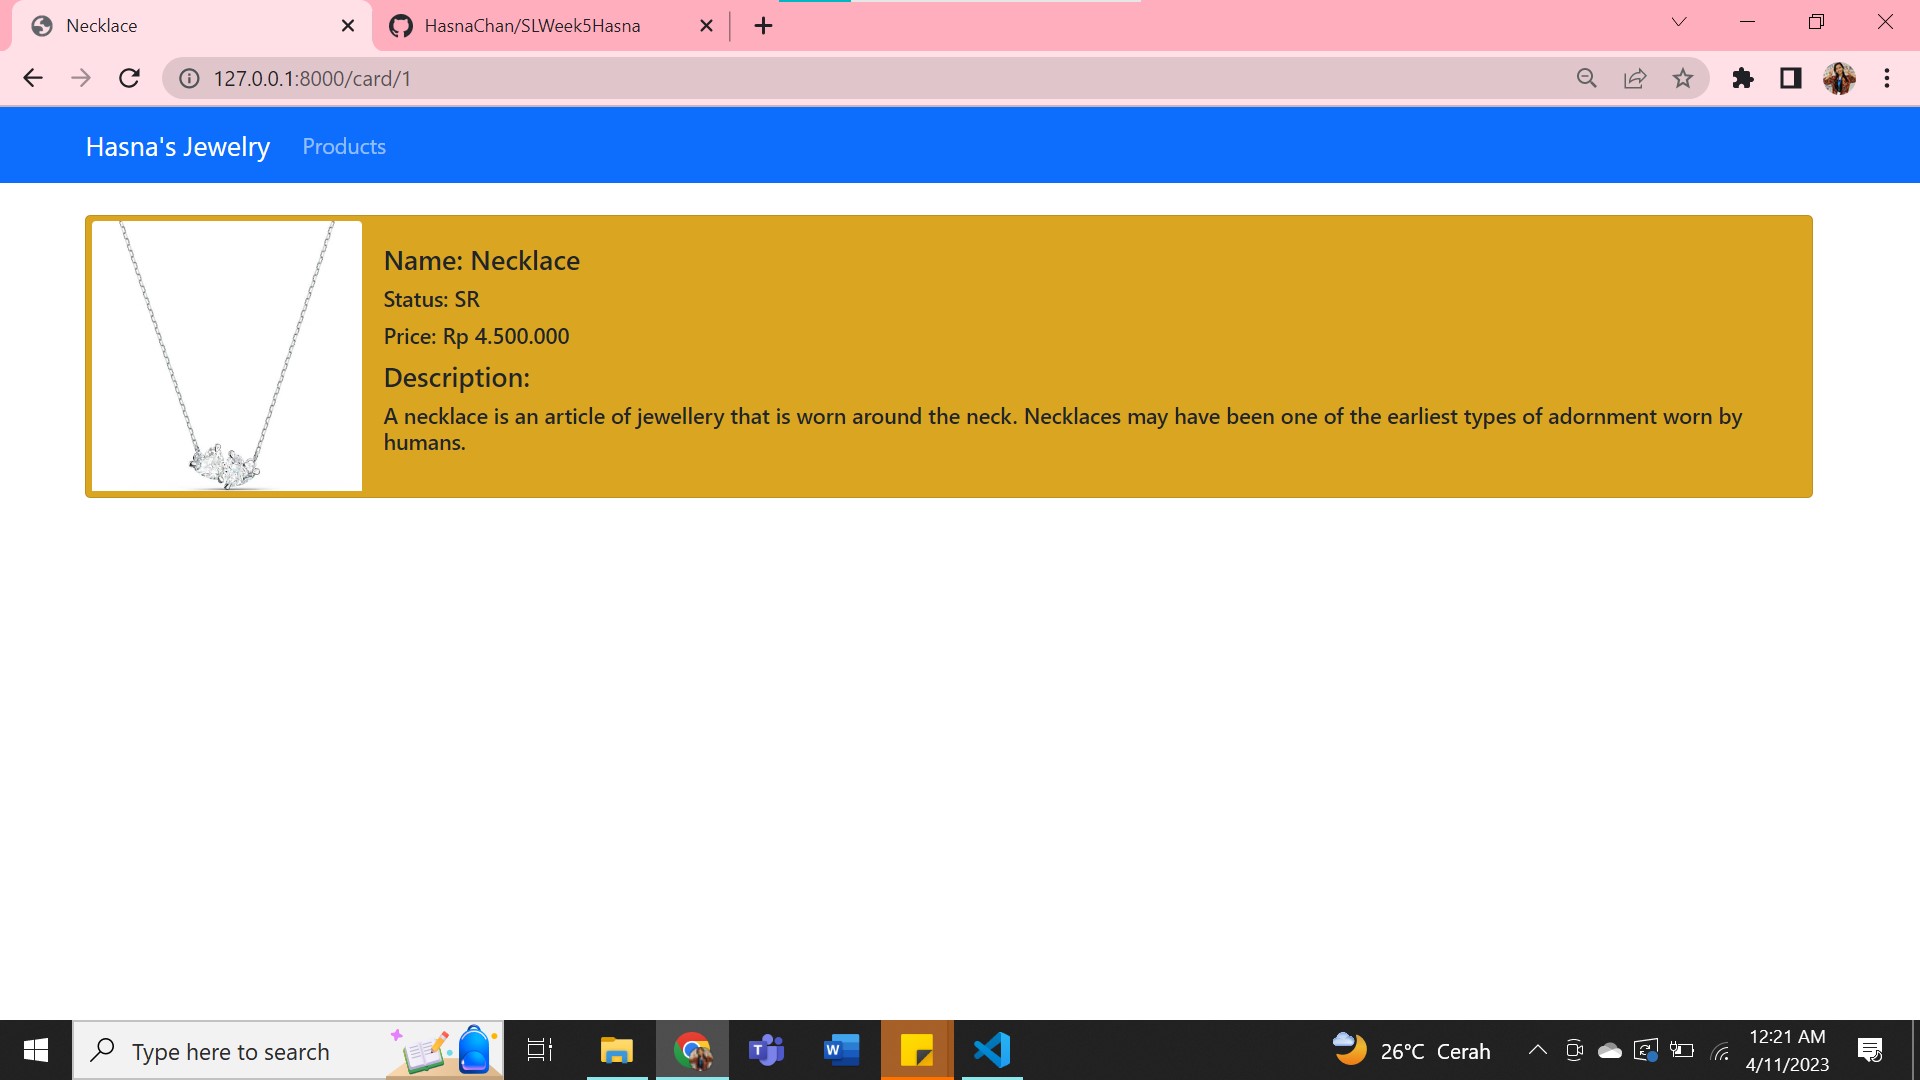 Necklace
HasnaChan/SLWeek5Hasna
127.0.0.1:8000/card/1
Hasna's Jewelry Products
Name: Necklace
Status: SR
Price: Rp 4.500.000
Description:
A necklace is an article of jewellery that is worn around the neck. Necklaces may have been one of the earliest types of adornment worn by
humans.
Type here to search
26°C Cerah
12:21 AM
4/11/2023